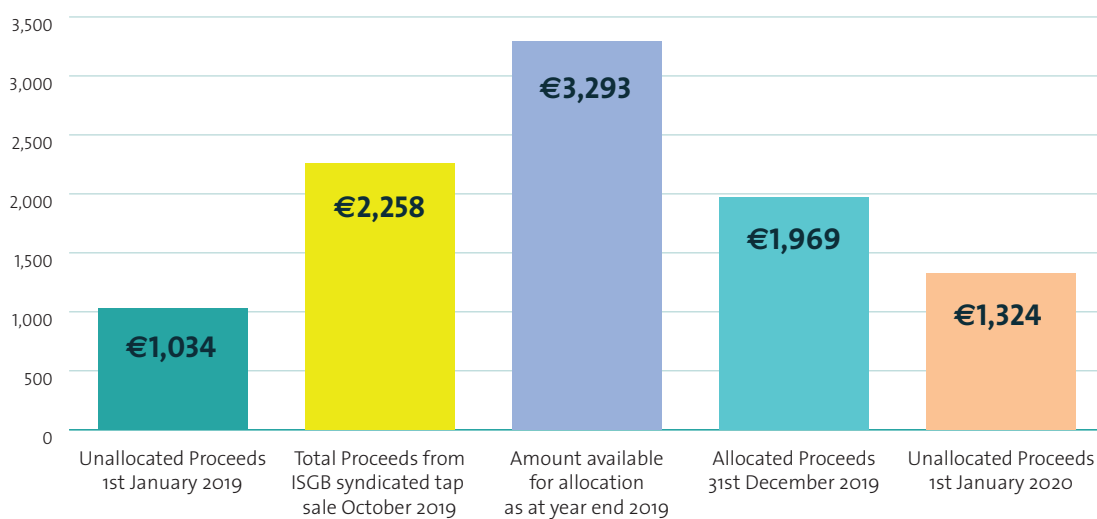 3,500
3,000
2,500
2,000
1,500
1,000
500
0
€1,034
€2,258
€3,293
€1,969
€1,324
Unallocated Proceeds
1st January 2019
Total Proceeds from
ISGB syndicated tap
sale October 2019
Amount available
for allocation
as at year end 2019
Allocated Proceeds
31st December 2019
Unallocated Proceeds
1st January 2020